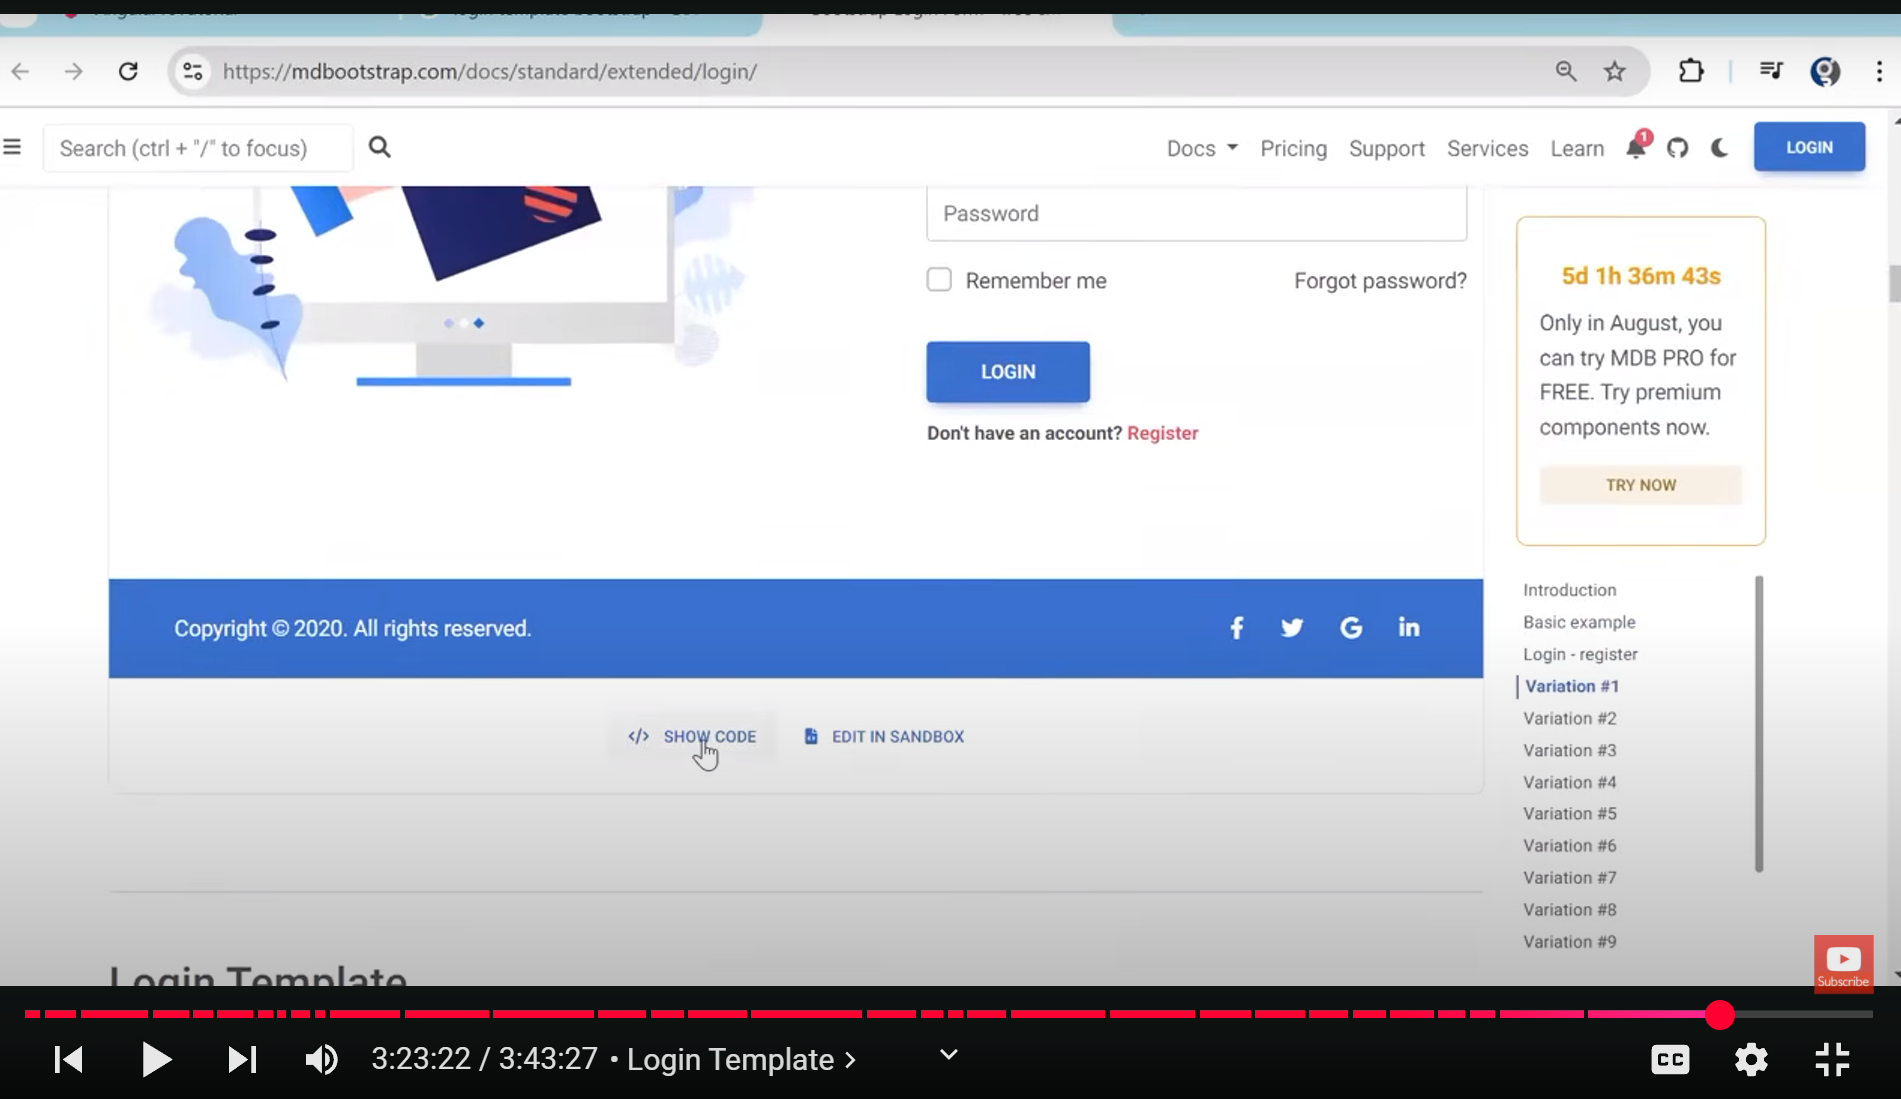 https://mdbootstrap.com/docs/standard/extended/login/
Search (ctrl + "/" to focus)
Docs
Pricing
Support
Services
Learn
1
LOGIN
Password
Remember me
Forgot password?
LOGIN
Don't have an account? Register
5d 1h 36m 43s
Only in August, you
can try MDB PRO for
FREE. Try premium
components now.
TRY NOW
Copyright © 2020. All rights reserved.
</> SHOW CODE
EDIT IN SANDBOX
Introduction
Basic example
Login - register
Variation #1
Variation #2
Variation #3
Variation #4
Variation #5
Variation #6
Variation #7
Variation #8
Variation #9
Login Template
Subscribe
3:23:22 / 3:43:27 • Login Template >
CC